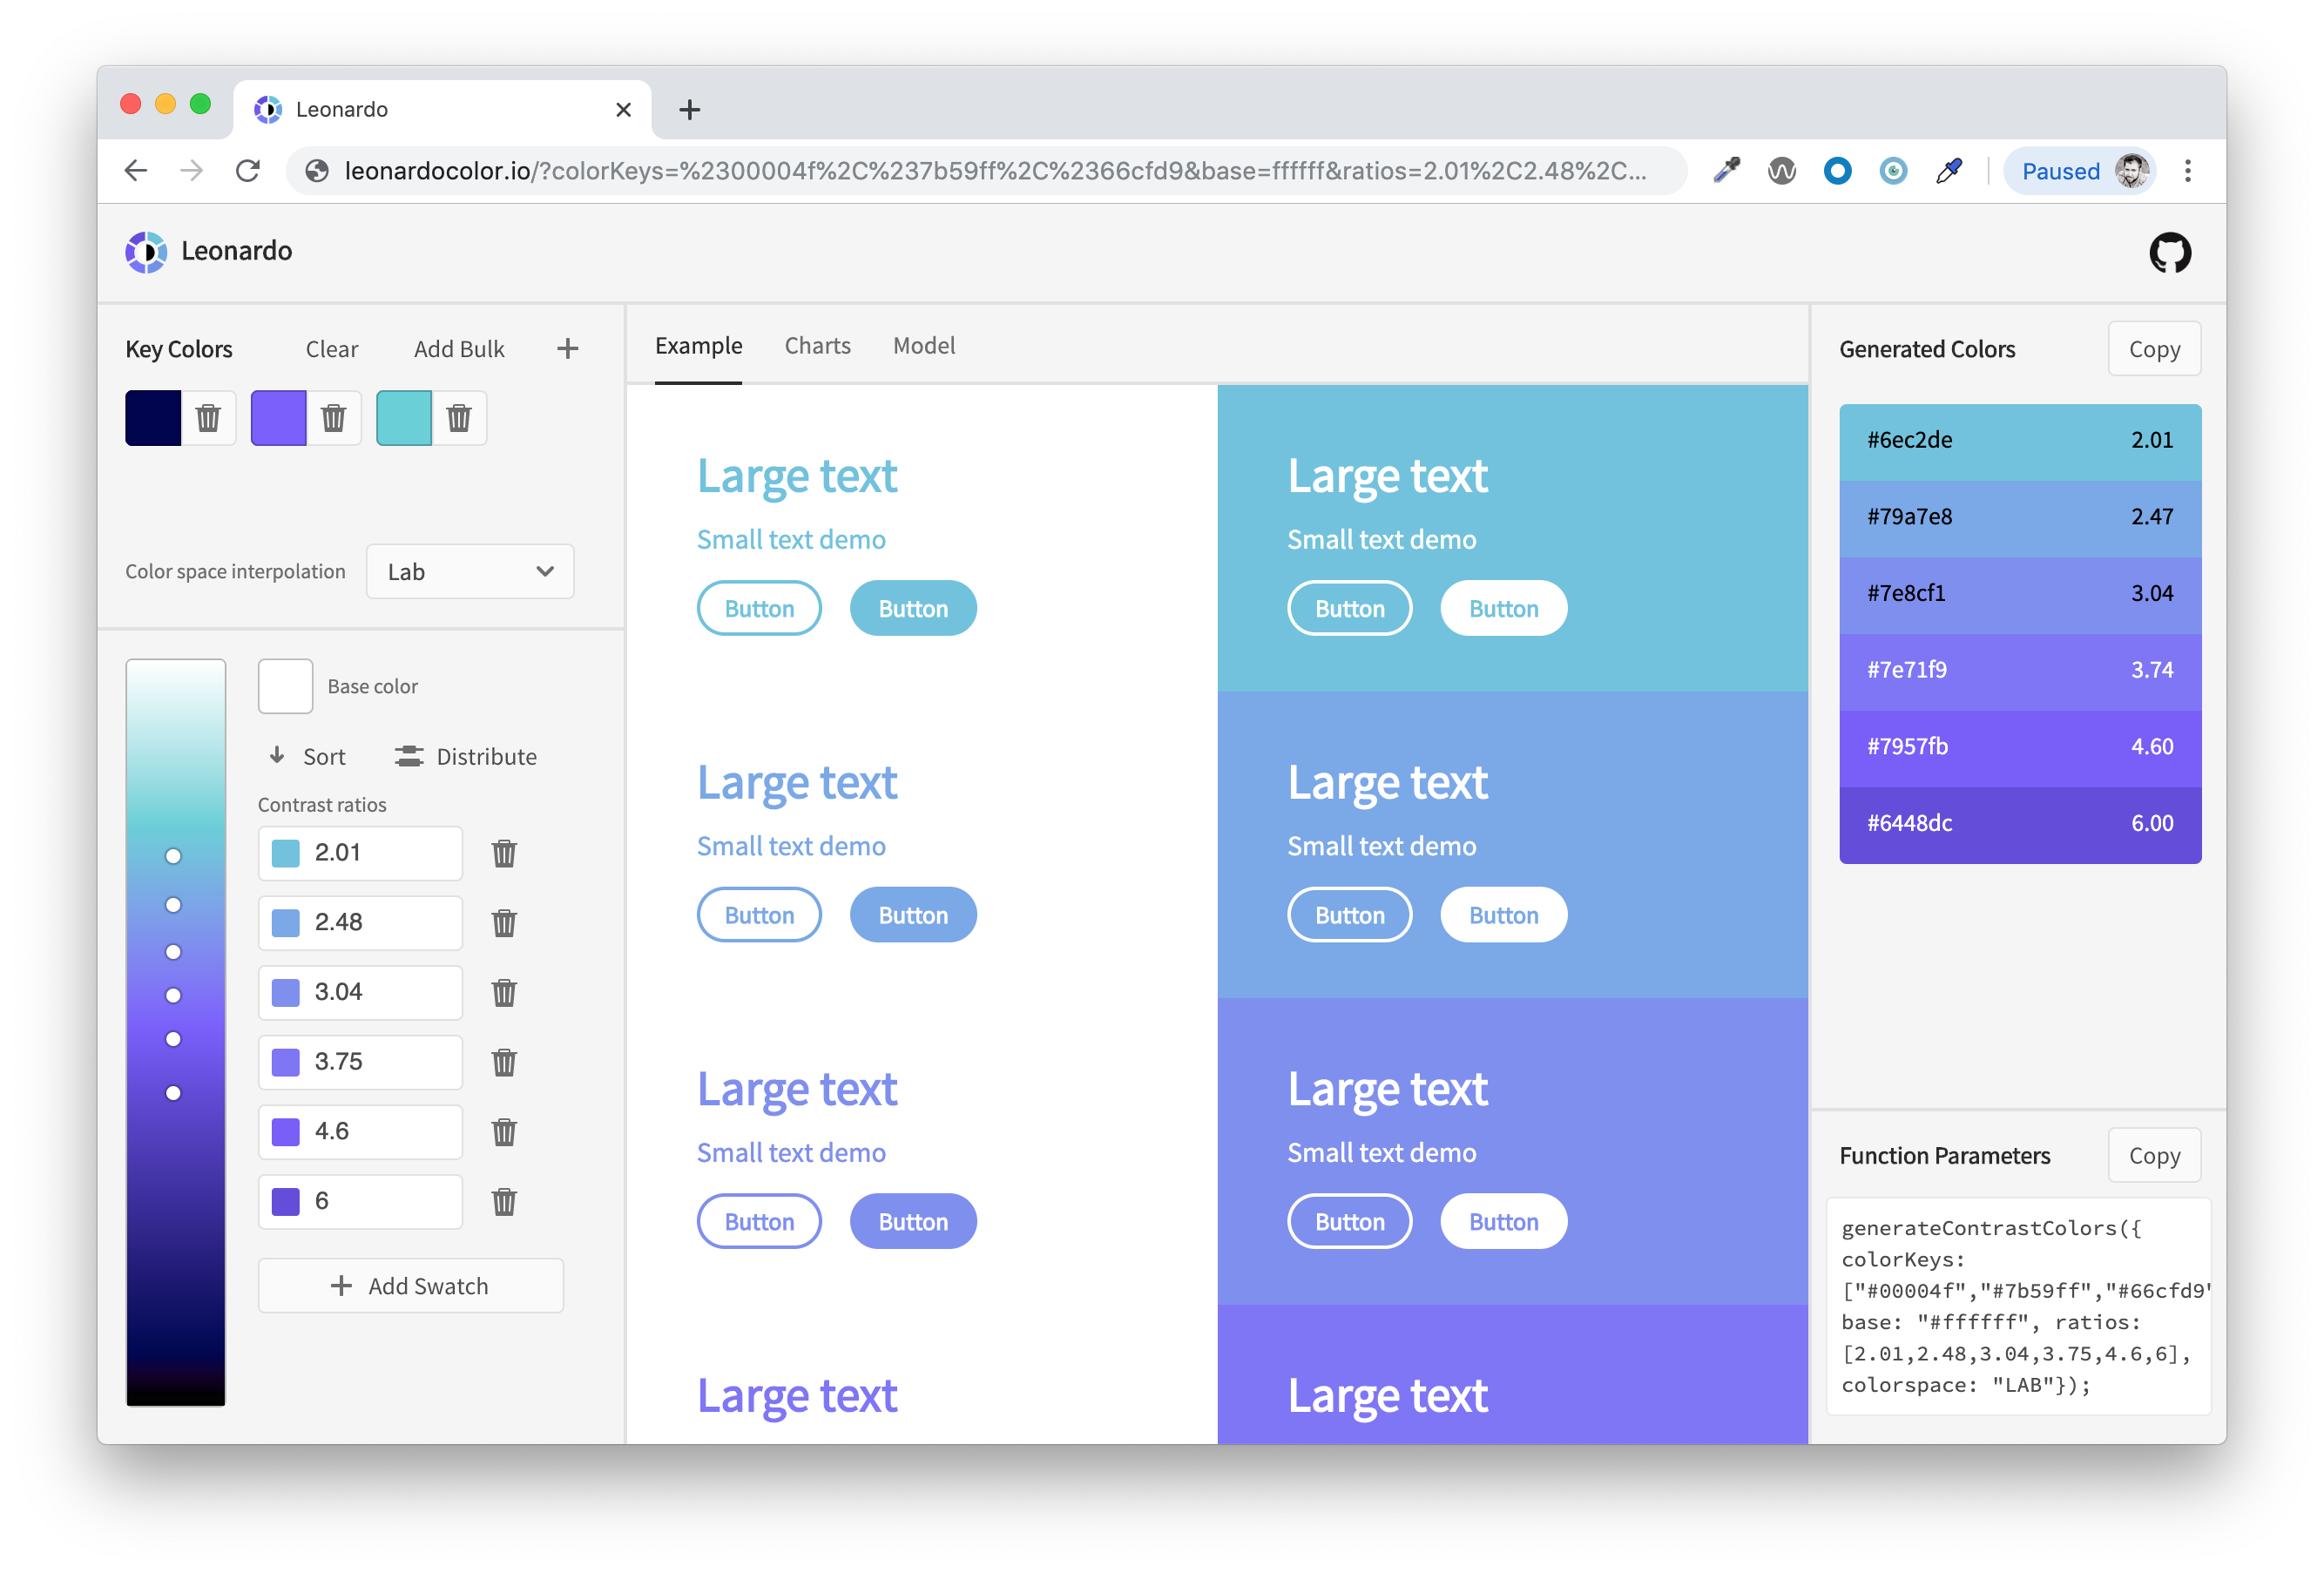 Leonardo
leonardocolor.io/?colorKeys=%2300004f%2C%237b59ff%2C%2366cfd9&base=ffffff&ratios=2.01%2C2.48%2C...
Paused
Leonardo
Key Colors
Clear
Add Bulk
Color space interpolation
Lab
Base color
Sort
Distribute
Contrast ratios
2.01
2.48
3.04
3.75
4.6
6
Add Swatch
Example
Charts
Model
Large text
Small text demo
Button
Button
Large text
Small text demo
Button
Button
Large text
Small text demo
Button
Button
Large text
Small text demo
Button
Button
Large text
Small text demo
Button
Button
Large text
Small text demo
Button
Button
Large text
Large text
Generated Colors
Copy
#6ec2de 2.01
#79a7e8 2.47
#7e8cf1 3.04
#7e71f9 3.74
#7957fb 4.60
#6448dc 6.00
Function Parameters
Copy
generateContrastColors({
colorKeys:
["#00004f","#7b59ff","#66cfd9"
base: "#ffffff", ratios:
[2.01,2.48,3.04,3.75,4.6,6],
colorspace: "LAB"});